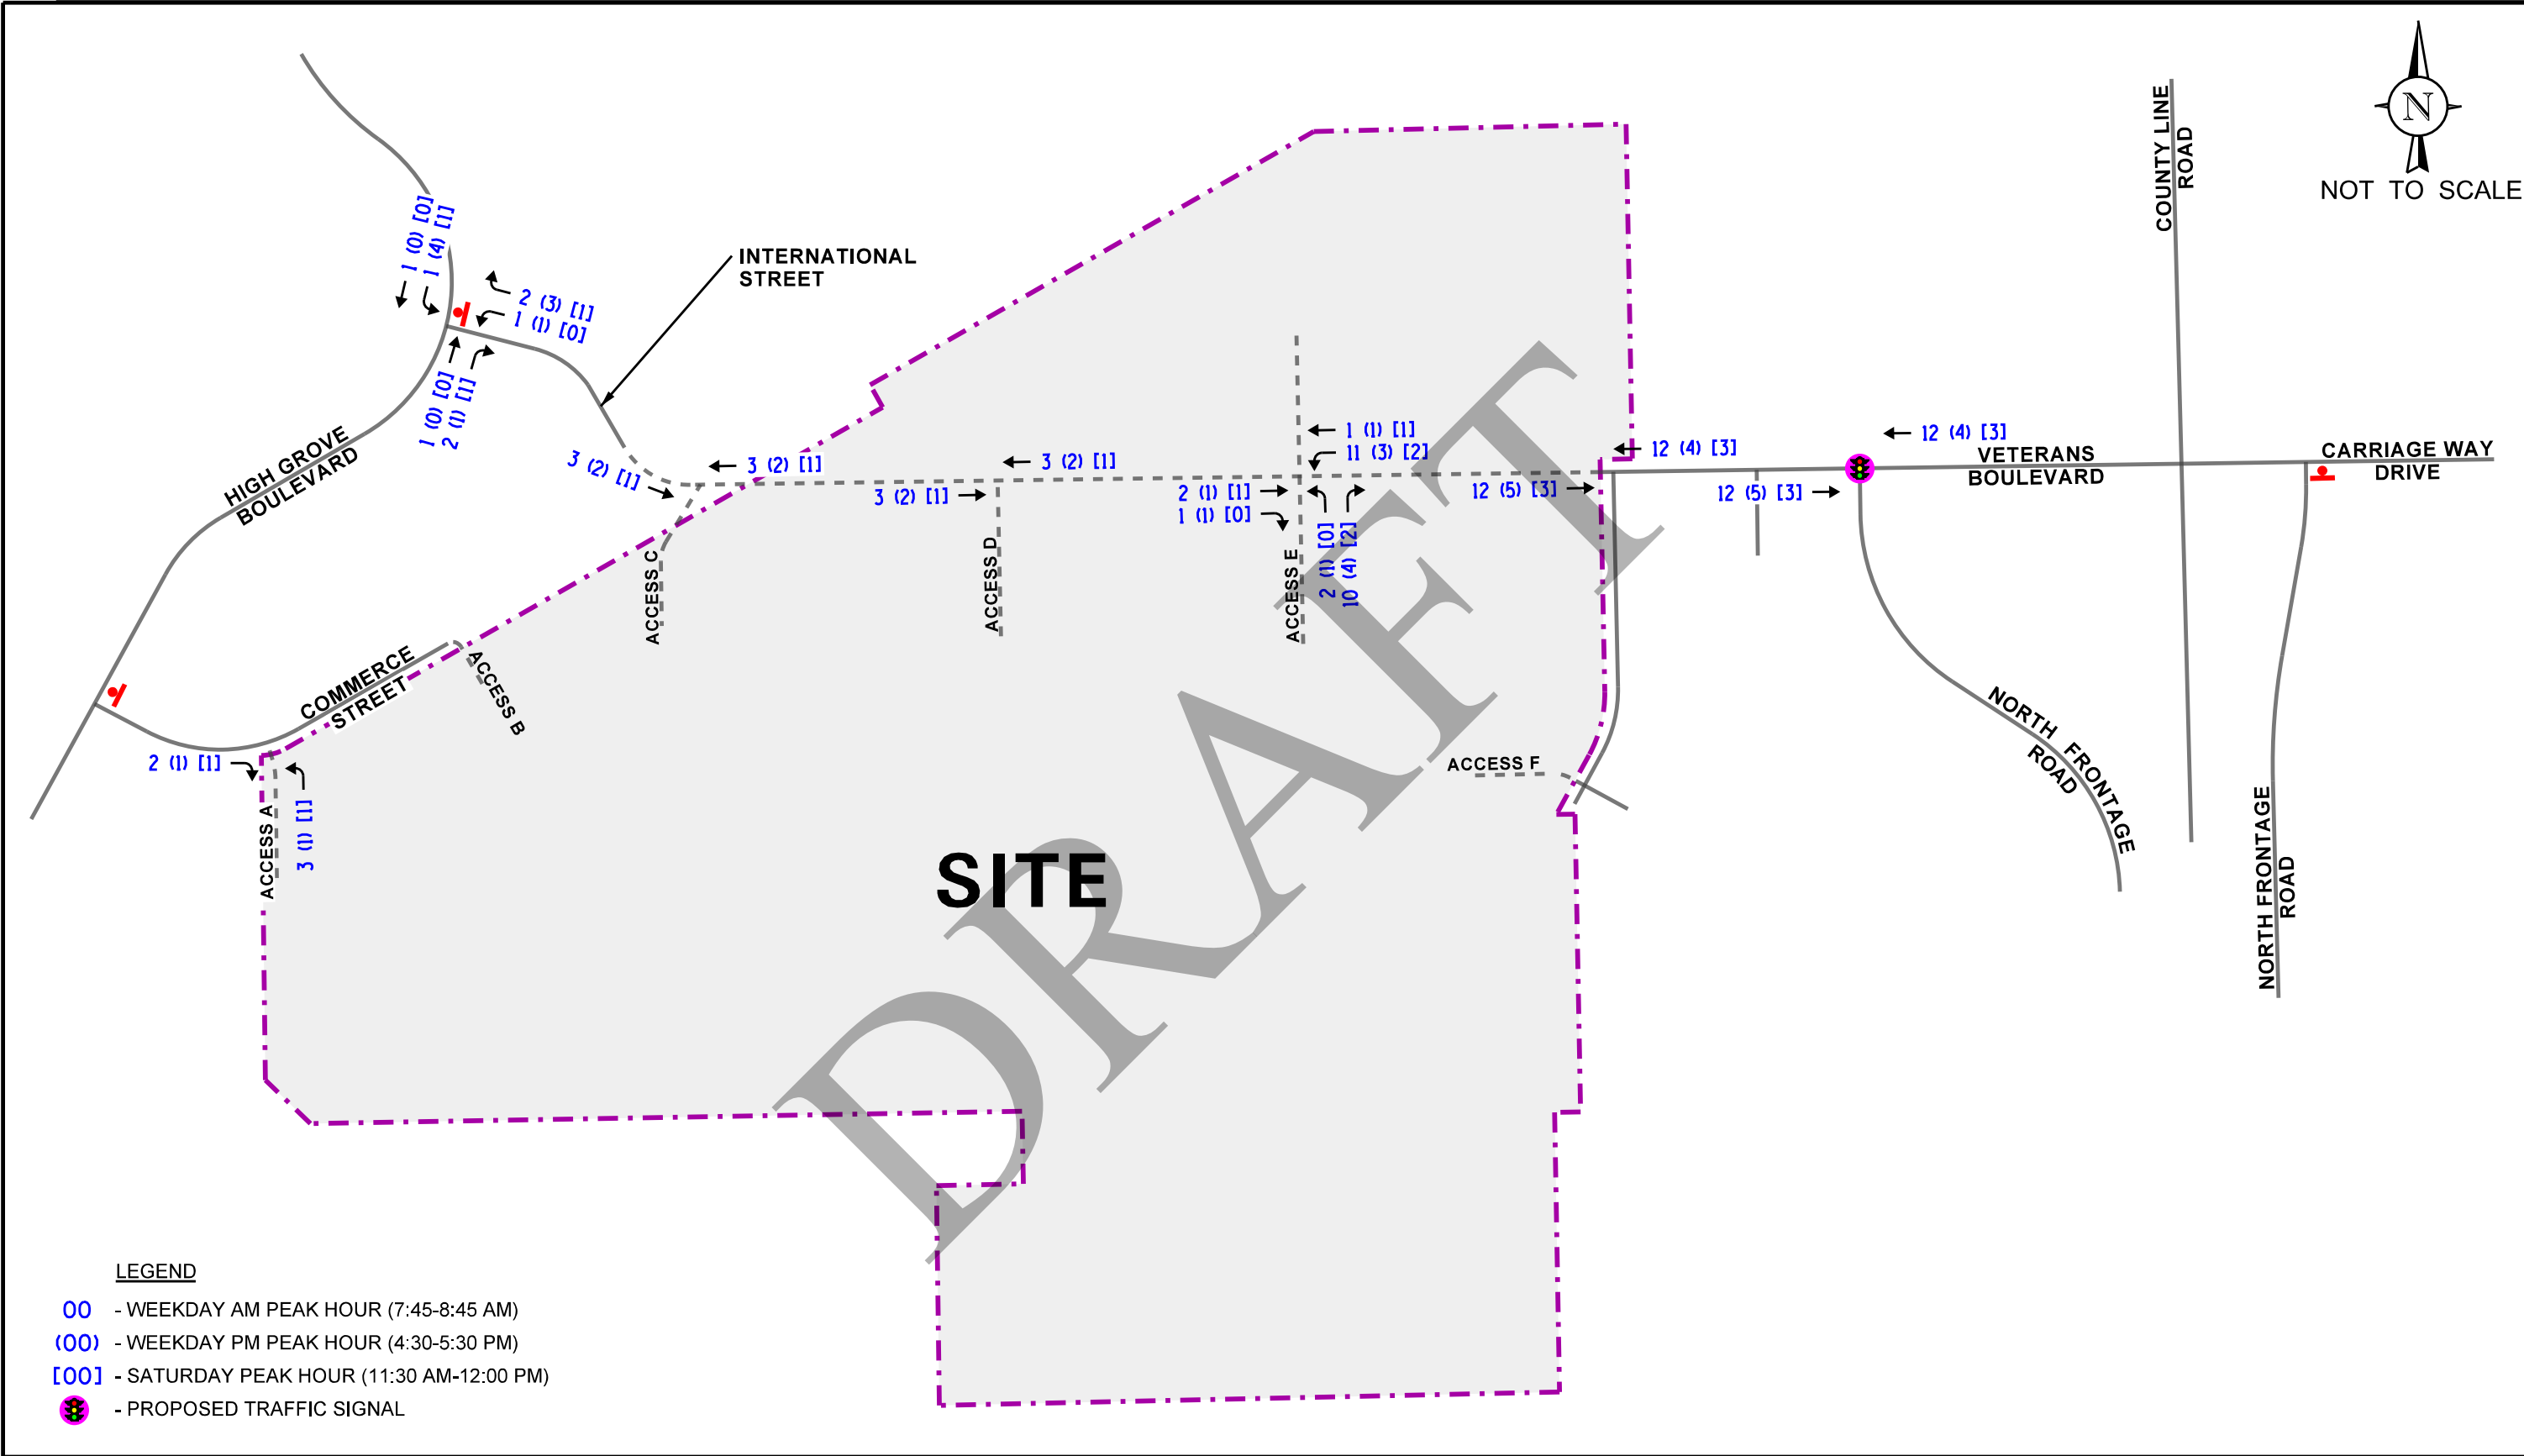 N
NOT TO SCALE
COUNTY LINE
ROAD
INTERNATIONAL
STREET
1 (0) [0]
1 (4) [1]
2 (3) [1]
1 (1) [0]
1 (0) [0]
2 (1) [1]
HIGH GROVE
BOULEVARD
3 (2) [1]
3 (2) [1]
3 (2) [1]
3 (2) [1]
1 (1) [1]
11 (3) [2]
2 (1) [1]
1 (1) [0]
2 (1) [0]
10 (4) [2]
12 (4) [3]
12 (5) [3]
12 (4) [3]
12 (5) [3]
VETERANS
BOULEVARD
CARRIAGE WAY
DRIVE
ACCESS C
ACCESS D
ACCESS E
COMMERCE
STREET
ACCESS B
2 (1) [1]
ACCESS A
3 (1) [1]
ACCESS F
NORTH FRONTAGE
ROAD
NORTH FRONTAGE
ROAD
SITE
DRAFT
LEGEND
00 - WEEKDAY AM PEAK HOUR (7:45-8:45 AM)
(00) - WEEKDAY PM PEAK HOUR (4:30-5:30 PM)
[00] - SATURDAY PEAK HOUR (11:30 AM-12:00 PM)
- PROPOSED TRAFFIC SIGNAL